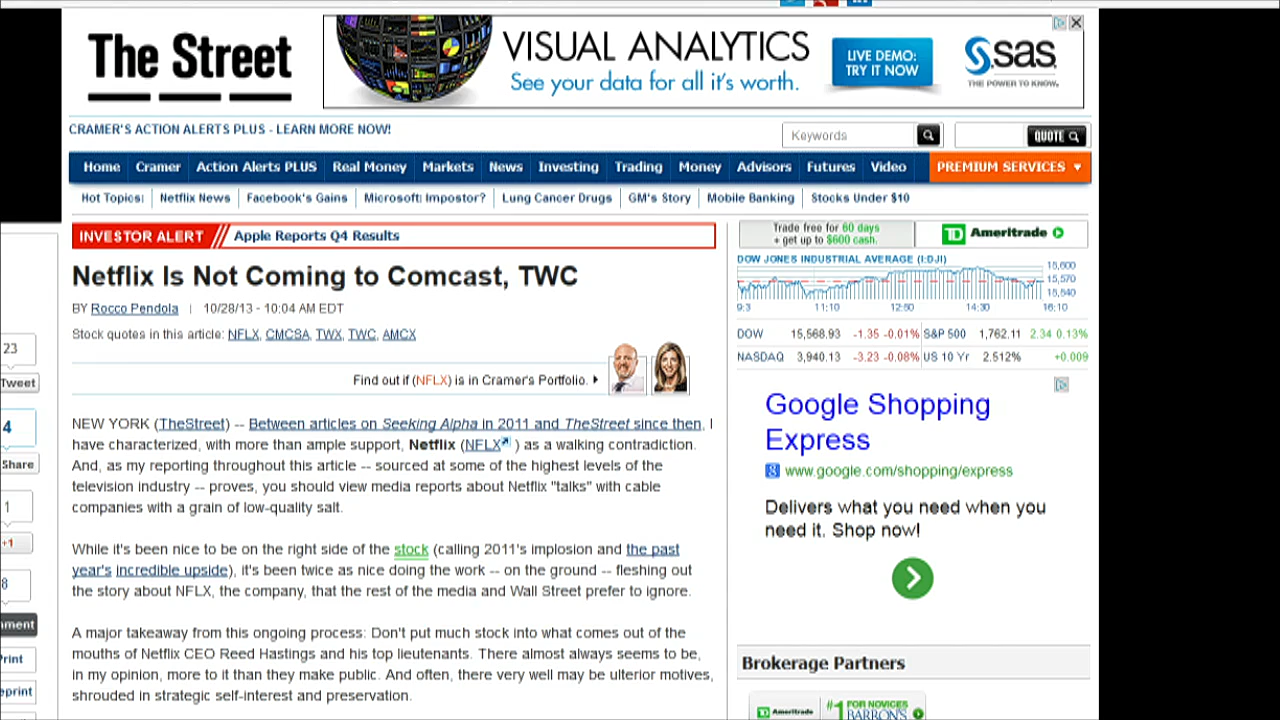 The Street
VISUAL ANALYTICS
See your data for all it's worth.
LIVE DEMO:
TRY IT NOW
sas
THE POWER TO KNOW.
CRAMER'S ACTION ALERTS PLUS - LEARN MORE NOW!
Keywords
QUOTE
Home Cramer Action Alerts PLUS Real Money Markets News Investing Trading Money Advisors Futures Video PREMIUM SERVICES
Hot Topics: Netflix News Facebook's Gains Microsoft: Impostor? Lung Cancer Drugs GM's Story Mobile Banking Stocks Under $10
INVESTOR ALERT Apple Reports Q4 Results
Netflix Is Not Coming to Comcast, TWC
BY Rocco Pendola | 10/28/13 - 10:04 AM EDT
Stock quotes in this article: NFLX, CMCSA, TWX, TWC, AMCX
Find out if (NFLX) is in Cramer's Portfolio.
NEW YORK (TheStreet) -- Between articles on Seeking Alpha in 2011 and TheStreet since then, I
have characterized, with more than ample support, Netflix (NFLX) as a walking contradiction.
And, as my reporting throughout this article -- sourced at some of the highest levels of the
television industry -- proves, you should view media reports about Netflix "talks" with cable
companies with a grain of low-quality salt.
While it's been nice to be on the right side of the stock (calling 2011's implosion and the past
year's incredible upside), it's been twice as nice doing the work -- on the ground -- fleshing out
the story about NFLX, the company, that the rest of the media and Wall Street prefer to ignore.
A major takeaway from this ongoing process: Don't put much stock into what comes out of the
mouths of Netflix CEO Reed Hastings and his top lieutenants. There almost always seems to be,
in my opinion, more to it than they make public. And often, there very well may be ulterior motives,
shrouded in strategic self-interest and preservation.
23
Tweet
4
Share
1
+1
8
ment
Print
eprint
Trade free for 60 days
+ get up to $600 cash.
TD Ameritrade
DOW JONES INDUSTRIAL AVERAGE (I:DJI)
15,600
15,570
15,540
9:3 11:10 12:50 14:30 16:10
DOW 15,568.93 -1.35 -0.01% S&P 500 1,762.11 2.34 0.13%
NASDAQ 3,940.13 -3.23 -0.08% US 10 Yr 2.512% +0.009
Google Shopping
Express
www.google.com/shopping/express
Delivers what you need when you
need it. Shop now!
Brokerage Partners
TD Ameritrade
#1 FOR NOVICES
BARRON'S